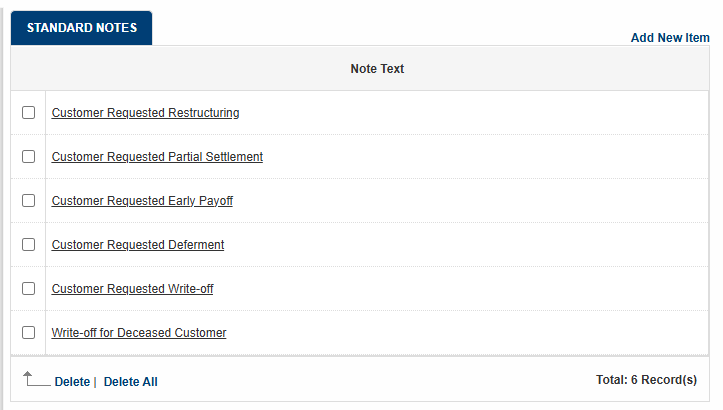 STANDARD NOTES
Add New Item
Note Text
Customer Requested Restructuring
Customer Requested Partial Settlement
Customer Requested Early Payoff
Customer Requested Deferment
Customer Requested Write-off
Write-off for Deceased Customer
Delete | Delete All
Total: 6 Record(s)